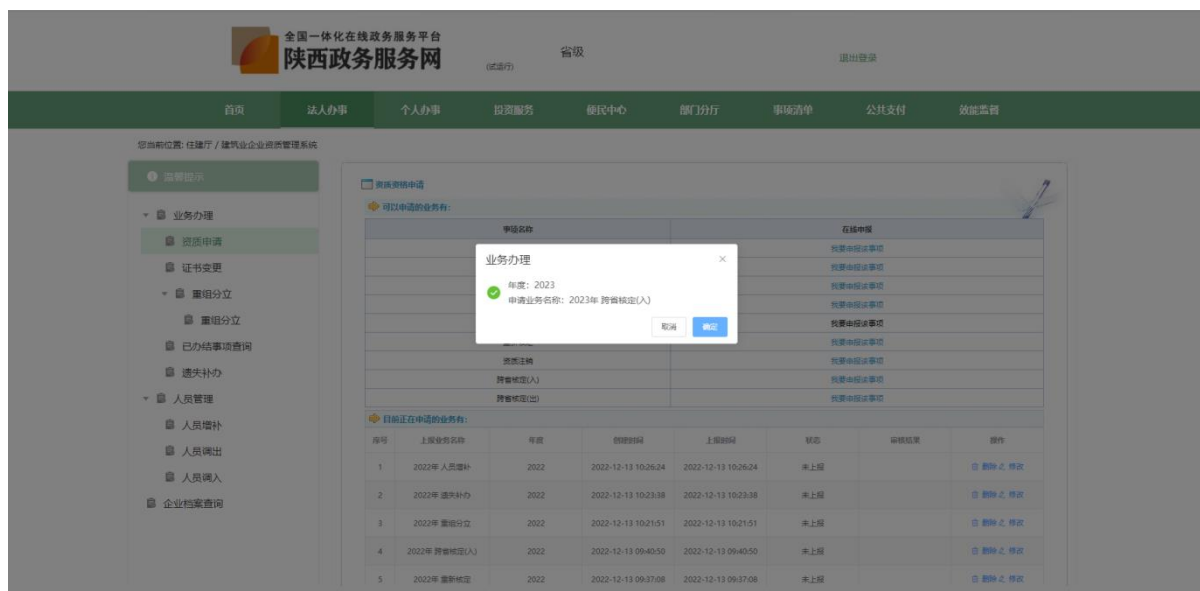 全国一体化在线政务服务平台
陕西政务服务网
(试运行)
省级
退出登录
首页 法人办事 个人办事 投资服务 便民中心 部门分厅 事项清单 公共支付 效能监督
您当前位置: 住建厅 / 建筑业企业资质管理系统
温馨提示
业务办理
资质申请
证书变更
重组分立
重组分立
已办结事项查询
遗失补办
人员管理
人员增补
人员调出
人员调入
企业档案查询
资质资格申请
可以申请的业务有:
事项名称 在线申报
我要申报该事项
我要申报该事项
我要申报该事项
我要申报该事项
我要申报该事项
我要申报该事项
资质注销 我要申报该事项
跨省核定(入) 我要申报该事项
跨省核定(出) 我要申报该事项
业务办理
年度: 2023
申请业务名称: 2023年 跨省核定(入)
取消 确定
目前正在申请的业务有:
序号 上报业务名称 年度 创建时间 上报时间 状态 审核结果 操作
1 2022年 人员增补 2022 2022-12-13 10:26:24 2022-12-13 10:26:24 未上报 删除 修改
2 2022年 遗失补办 2022 2022-12-13 10:23:38 2022-12-13 10:23:38 未上报 删除 修改
3 2022年 重组分立 2022 2022-12-13 10:21:51 2022-12-13 10:21:51 未上报 删除 修改
4 2022年 跨省核定(入) 2022 2022-12-13 09:40:50 2022-12-13 09:40:50 未上报 删除 修改
5 2022年 重新核定 2022 2022-12-13 09:37:08 2022-12-13 09:37:08 未上报 删除 修改